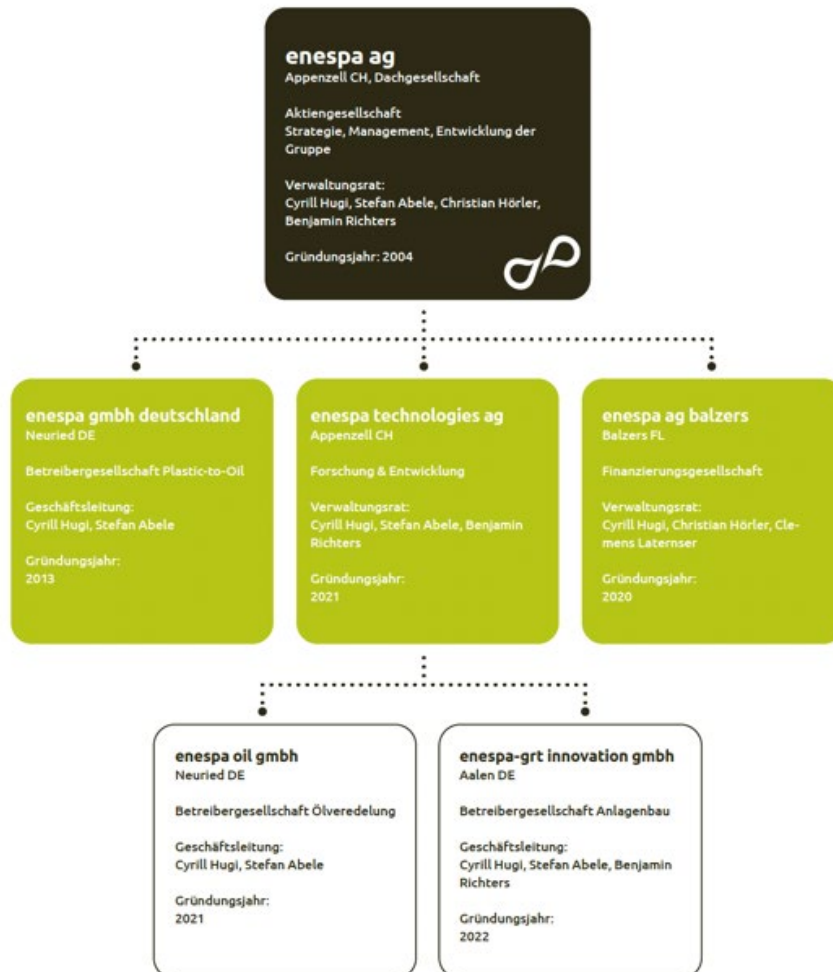 enespa ag
Appenzell CH, Dachgesellschaft
Aktiengesellschaft
Strategie, Management, Entwicklung der
Gruppe
Verwaltungsrat:
Cyrill Hugi, Stefan Abele, Christian Hörler,
Benjamin Richters
Gründungsjahr: 2004
enespa gmbh deutschland
Neuried DE
Betreibergesellschaft Plastic-to-Oil
Geschäftsleitung:
Cyrill Hugi, Stefan Abele
Gründungsjahr:
2013
enespa technologies ag
Appenzell CH
Forschung & Entwicklung
Verwaltungsrat:
Cyrill Hugi, Stefan Abele, Benjamin
Richters
Gründungsjahr:
2021
enespa ag balzers
Balzers FL
Finanzierungsgesellschaft
Verwaltungsrat:
Cyrill Hugi, Christian Hörler, Cle-
mens Laternser
Gründungsjahr:
2020
enespa oil gmbh
Neuried DE
Betreibergesellschaft Ölveredelung
Geschäftsleitung:
Cyrill Hugi, Stefan Abele
Gründungsjahr:
2021
enespa-grt innovation gmbh
Aalen DE
Betreibergesellschaft Anlagenbau
Geschäftsleitung:
Cyrill Hugi, Stefan Abele, Benjamin
Richters
Gründungsjahr:
2022